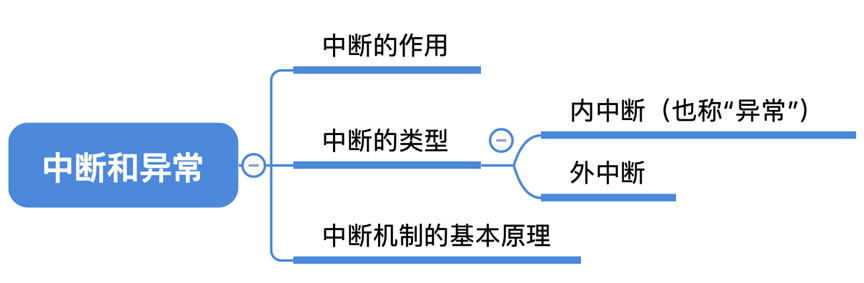 中断的作用
内中断（也称“异常”）
中断的类型
中断和异常
外中断
中断机制的基本原理